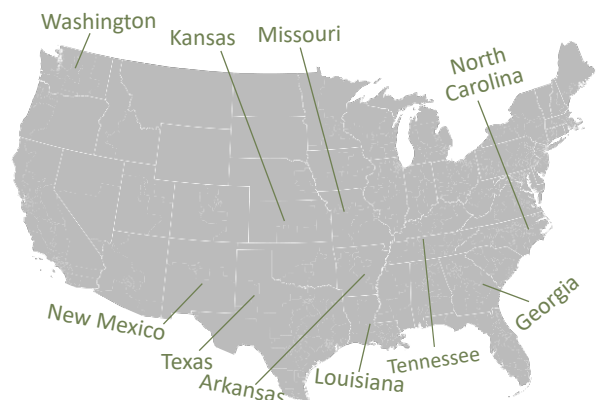 Washington
Kansas
Missouri
North
Carolina
New Mexico
Texas
Arkansas
Louisiana
Tennessee
Georgia